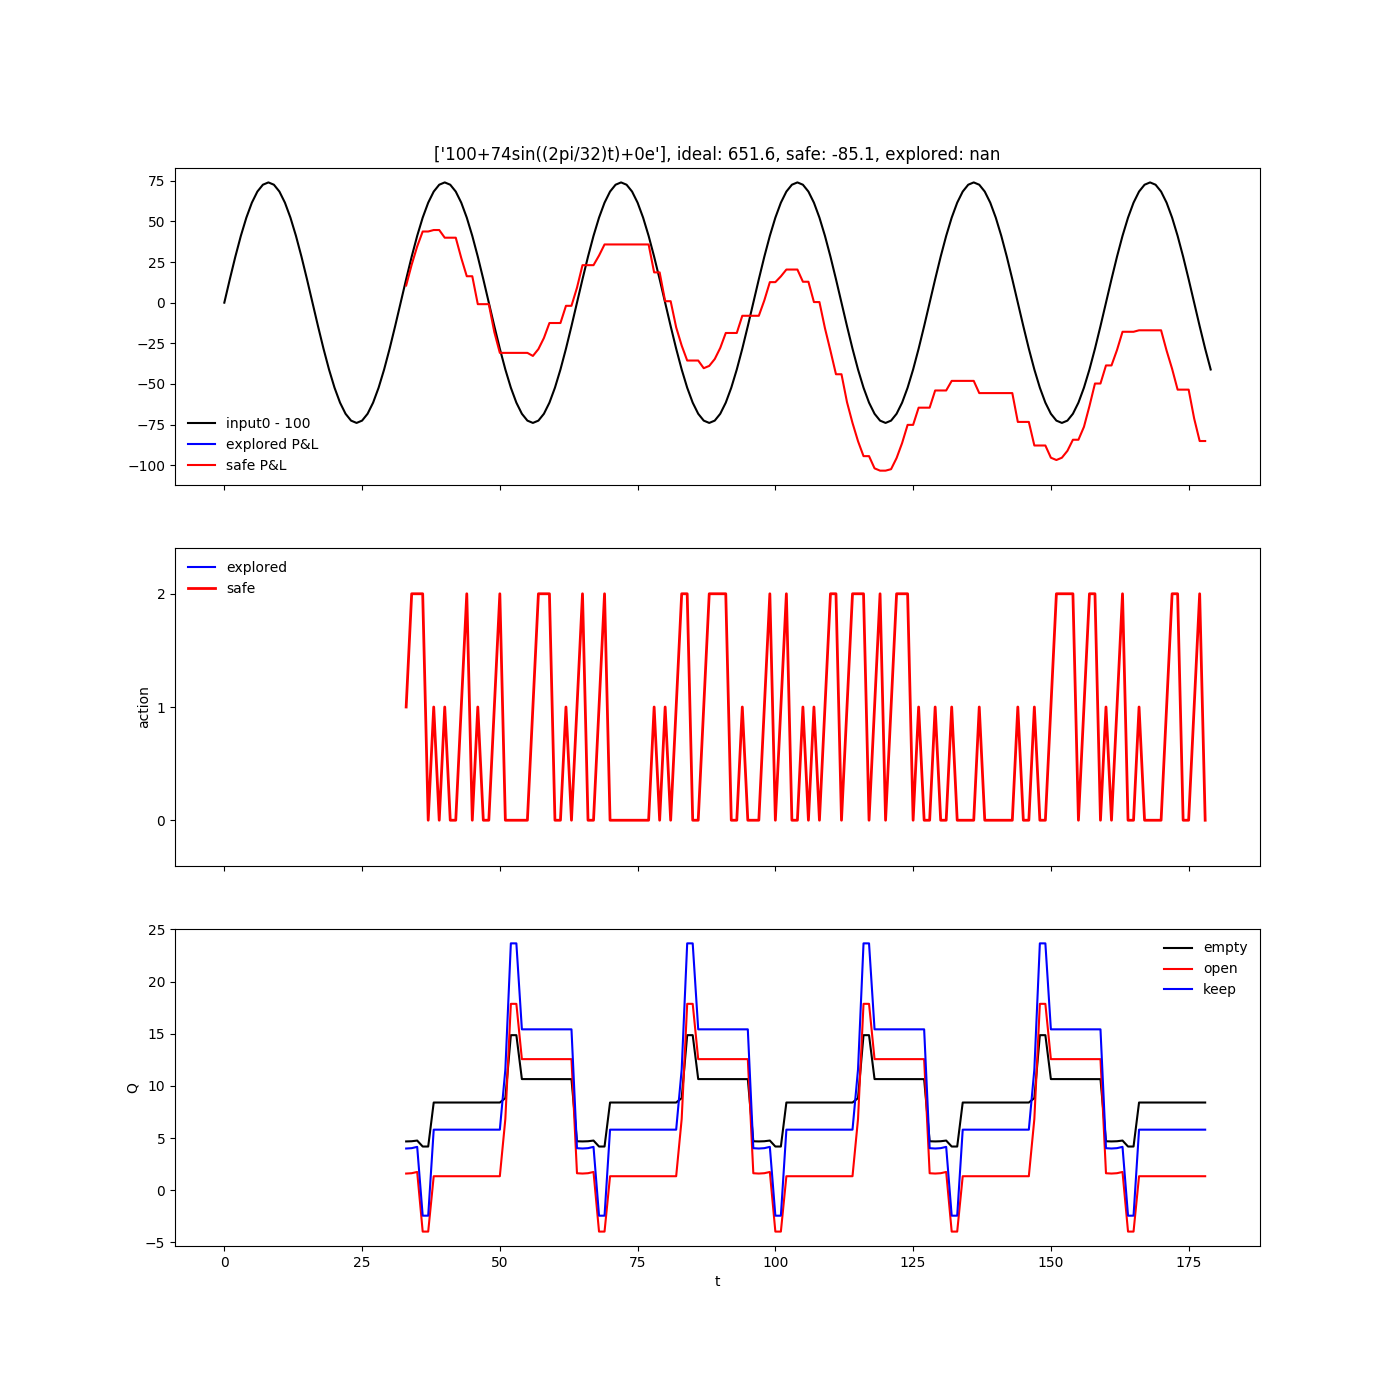 ['100+74sin((2pi/32)t)+0e'], ideal: 651.6, safe: -85.1, explored: nan
75
50
25
0
−25
−50
−75
−100
input0 - 100
explored P&L
safe P&L
explored
safe
2
1
0
action
25
20
15
10
5
0
−5
Q
empty
open
keep
0 25 50 75 100 125 150 175
t